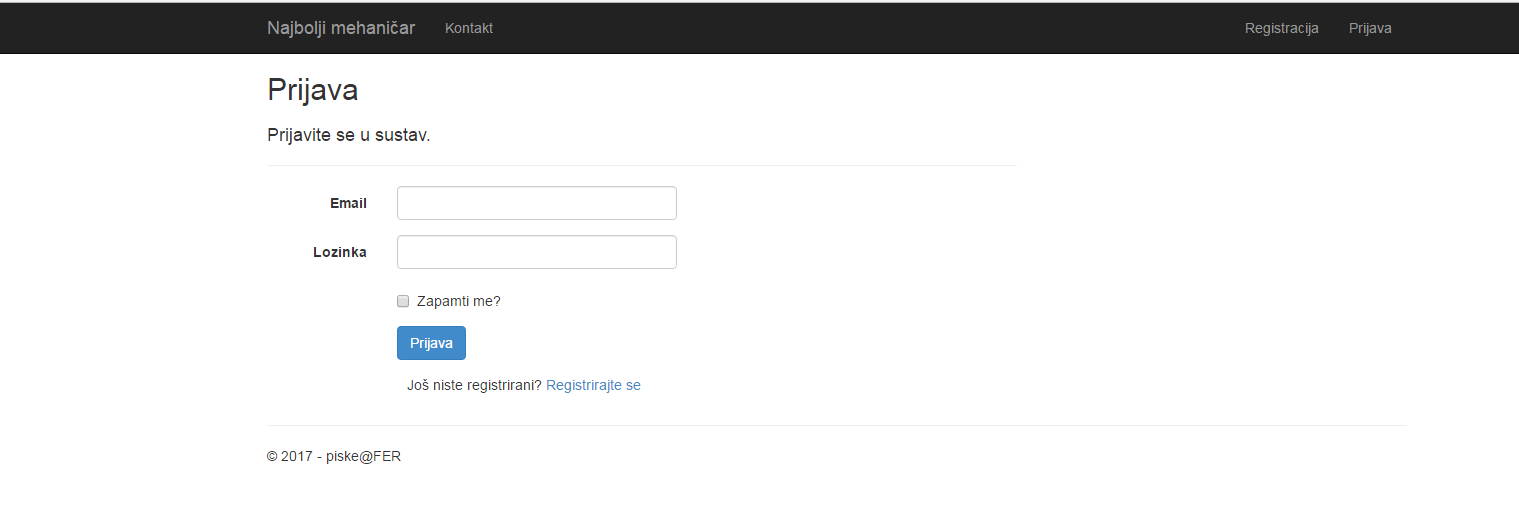 Najbolji mehaničar Kontakt Registracija Prijava
Prijava
Prijavite se u sustav.
Email
Lozinka
Zapamti me?
Prijava
Još niste registrirani? Registrirajte se
© 2017 - piske@FER